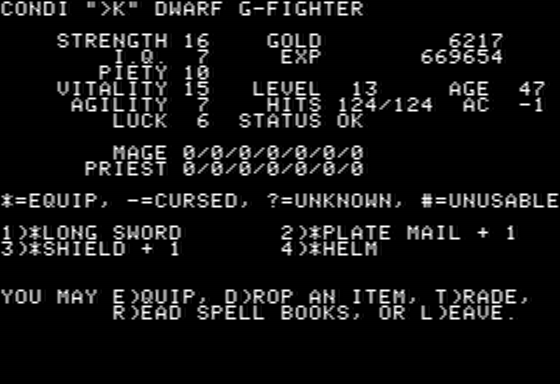 CONDI ">K" DWARF G-FIGHTER
STRENGTH 16 GOLD 6217
I.Q. 7 EXP 669654
PIETY 10
VITALITY 15 LEVEL 13 AGE 47
AGILITY 7 HITS 124/124 AC -1
LUCK 6 STATUS OK
MAGE 0/0/0/0/0/0/0
PRIEST 0/0/0/0/0/0/0
*=EQUIP, -=CURSED, ?=UNKNOWN, #=UNUSABLE
1)*LONG SWORD 2)*PLATE MAIL + 1
3)*SHIELD + 1 4)*HELM
YOU MAY E)QUIP, D)ROP AN ITEM, T)RADE,
R)EAD SPELL BOOKS, OR L)EAVE.